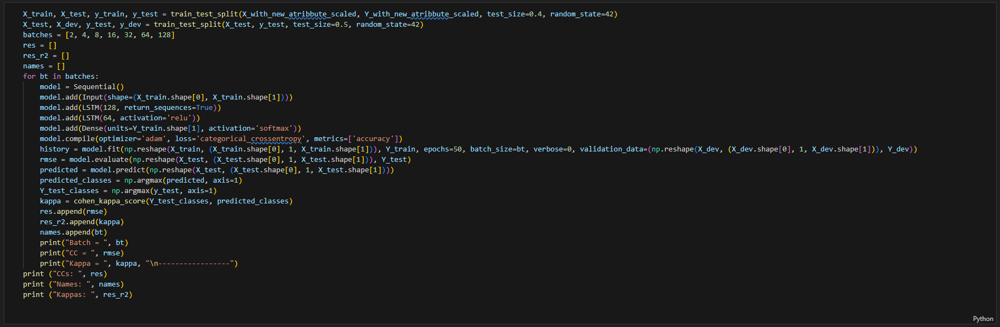 X_train, X_test, y_train, y_test = train_test_split(X_with_new_atribbute_scaled, Y_with_new_atribbute_scaled, test_size=0.4, random_state=42)
X_test, X_dev, y_test, y_dev = train_test_split(X_test, y_test, test_size=0.5, random_state=42)
batches = [2, 4, 8, 16, 32, 64, 128]
res = []
res_r2 = []
names = []
for bt in batches:
    model = Sequential()
    model.add(Input(shape=(X_train.shape[0], X_train.shape[1])))
    model.add(LSTM(128, return_sequences=True))
    model.add(LSTM(64, activation='relu'))
    model.add(Dense(units=Y_train.shape[1], activation='softmax'))
    model.compile(optimizer='adam', loss='categorical_crossentropy', metrics=['accuracy'])
    history = model.fit(np.reshape(X_train, (X_train.shape[0], 1, X_train.shape[1])), Y_train, epochs=50, batch_size=bt, verbose=0, validation_data=(np.reshape(X_dev, (X_dev.shape[0], 1, X_dev.shape[1])), Y_dev))
    rmse = model.evaluate(np.reshape(X_test, (X_test.shape[0], 1, X_test.shape[1])), Y_test)
    predicted = model.predict(np.reshape(X_test, (X_test.shape[0], 1, X_test.shape[1])))
    predicted_classes = np.argmax(predicted, axis=1)
    Y_test_classes = np.argmax(y_test, axis=1)
    kappa = cohen_kappa_score(Y_test_classes, predicted_classes)
    res.append(rmse)
    res_r2.append(kappa)
    names.append(bt)
    print("Batch = ", bt)
    print("CC = ", rmse)
    print("Kappa = ", kappa, "\n-----------------")
print ("CCs: ", res)
print ("Names: ", names)
print ("Kappas: ", res_r2)
Python